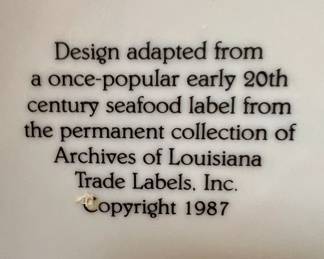 Design adapted from
a once-popular early 20th
century seafood label from
the permanent collection of
Archives of Louisiana
Trade Labels, Inc.
Copyright 1987